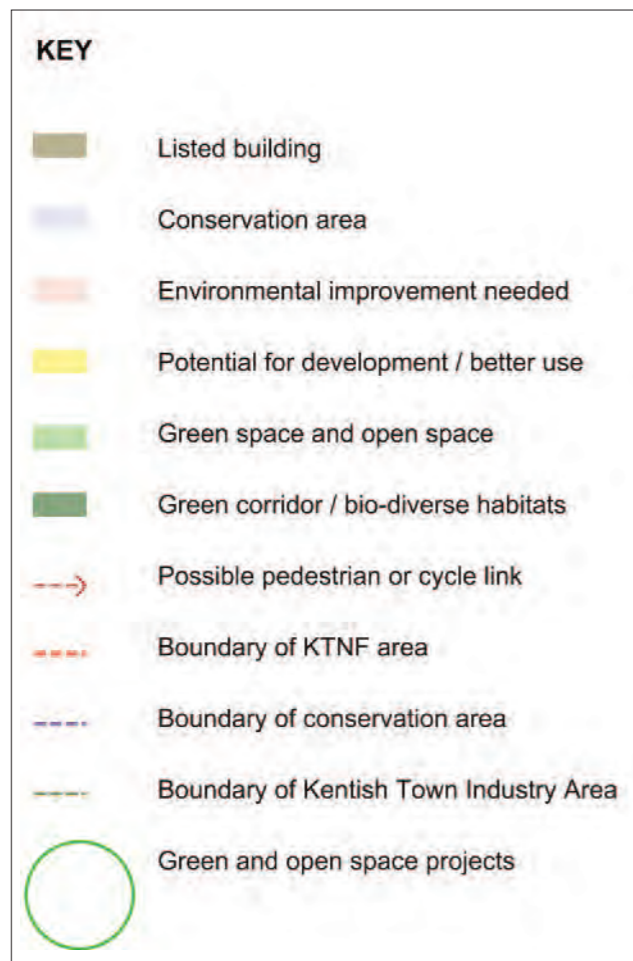 KEY
Listed building
Conservation area
Environmental improvement needed
Potential for development / better use
Green space and open space
Green corridor / bio-diverse habitats
Possible pedestrian or cycle link
Boundary of KTNF area
Boundary of conservation area
Boundary of Kentish Town Industry Area
Green and open space projects